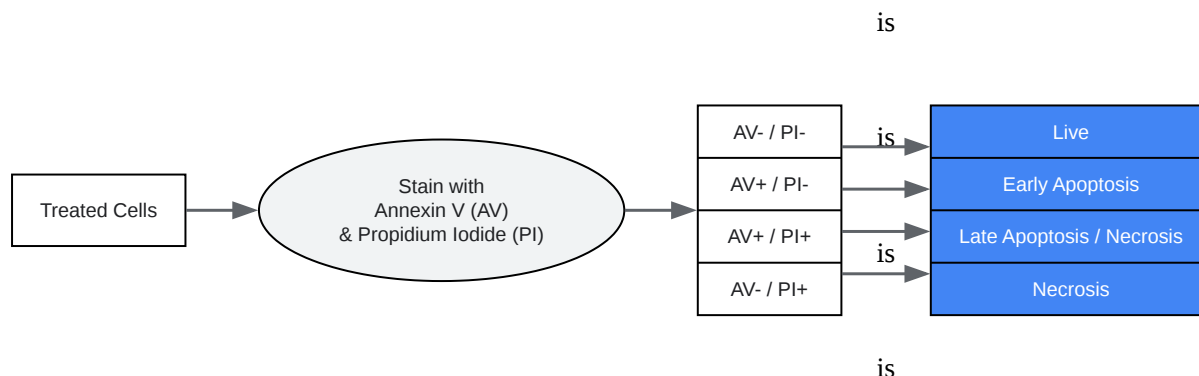 is
Treated Cells
Stain with
Annexin V (AV)
& Propidium Iodide (PI)
AV- / PI-
is
Live
AV+ / PI-
Early Apoptosis
AV+ / PI+
is
Late Apoptosis / Necrosis
AV- / PI+
Necrosis
is